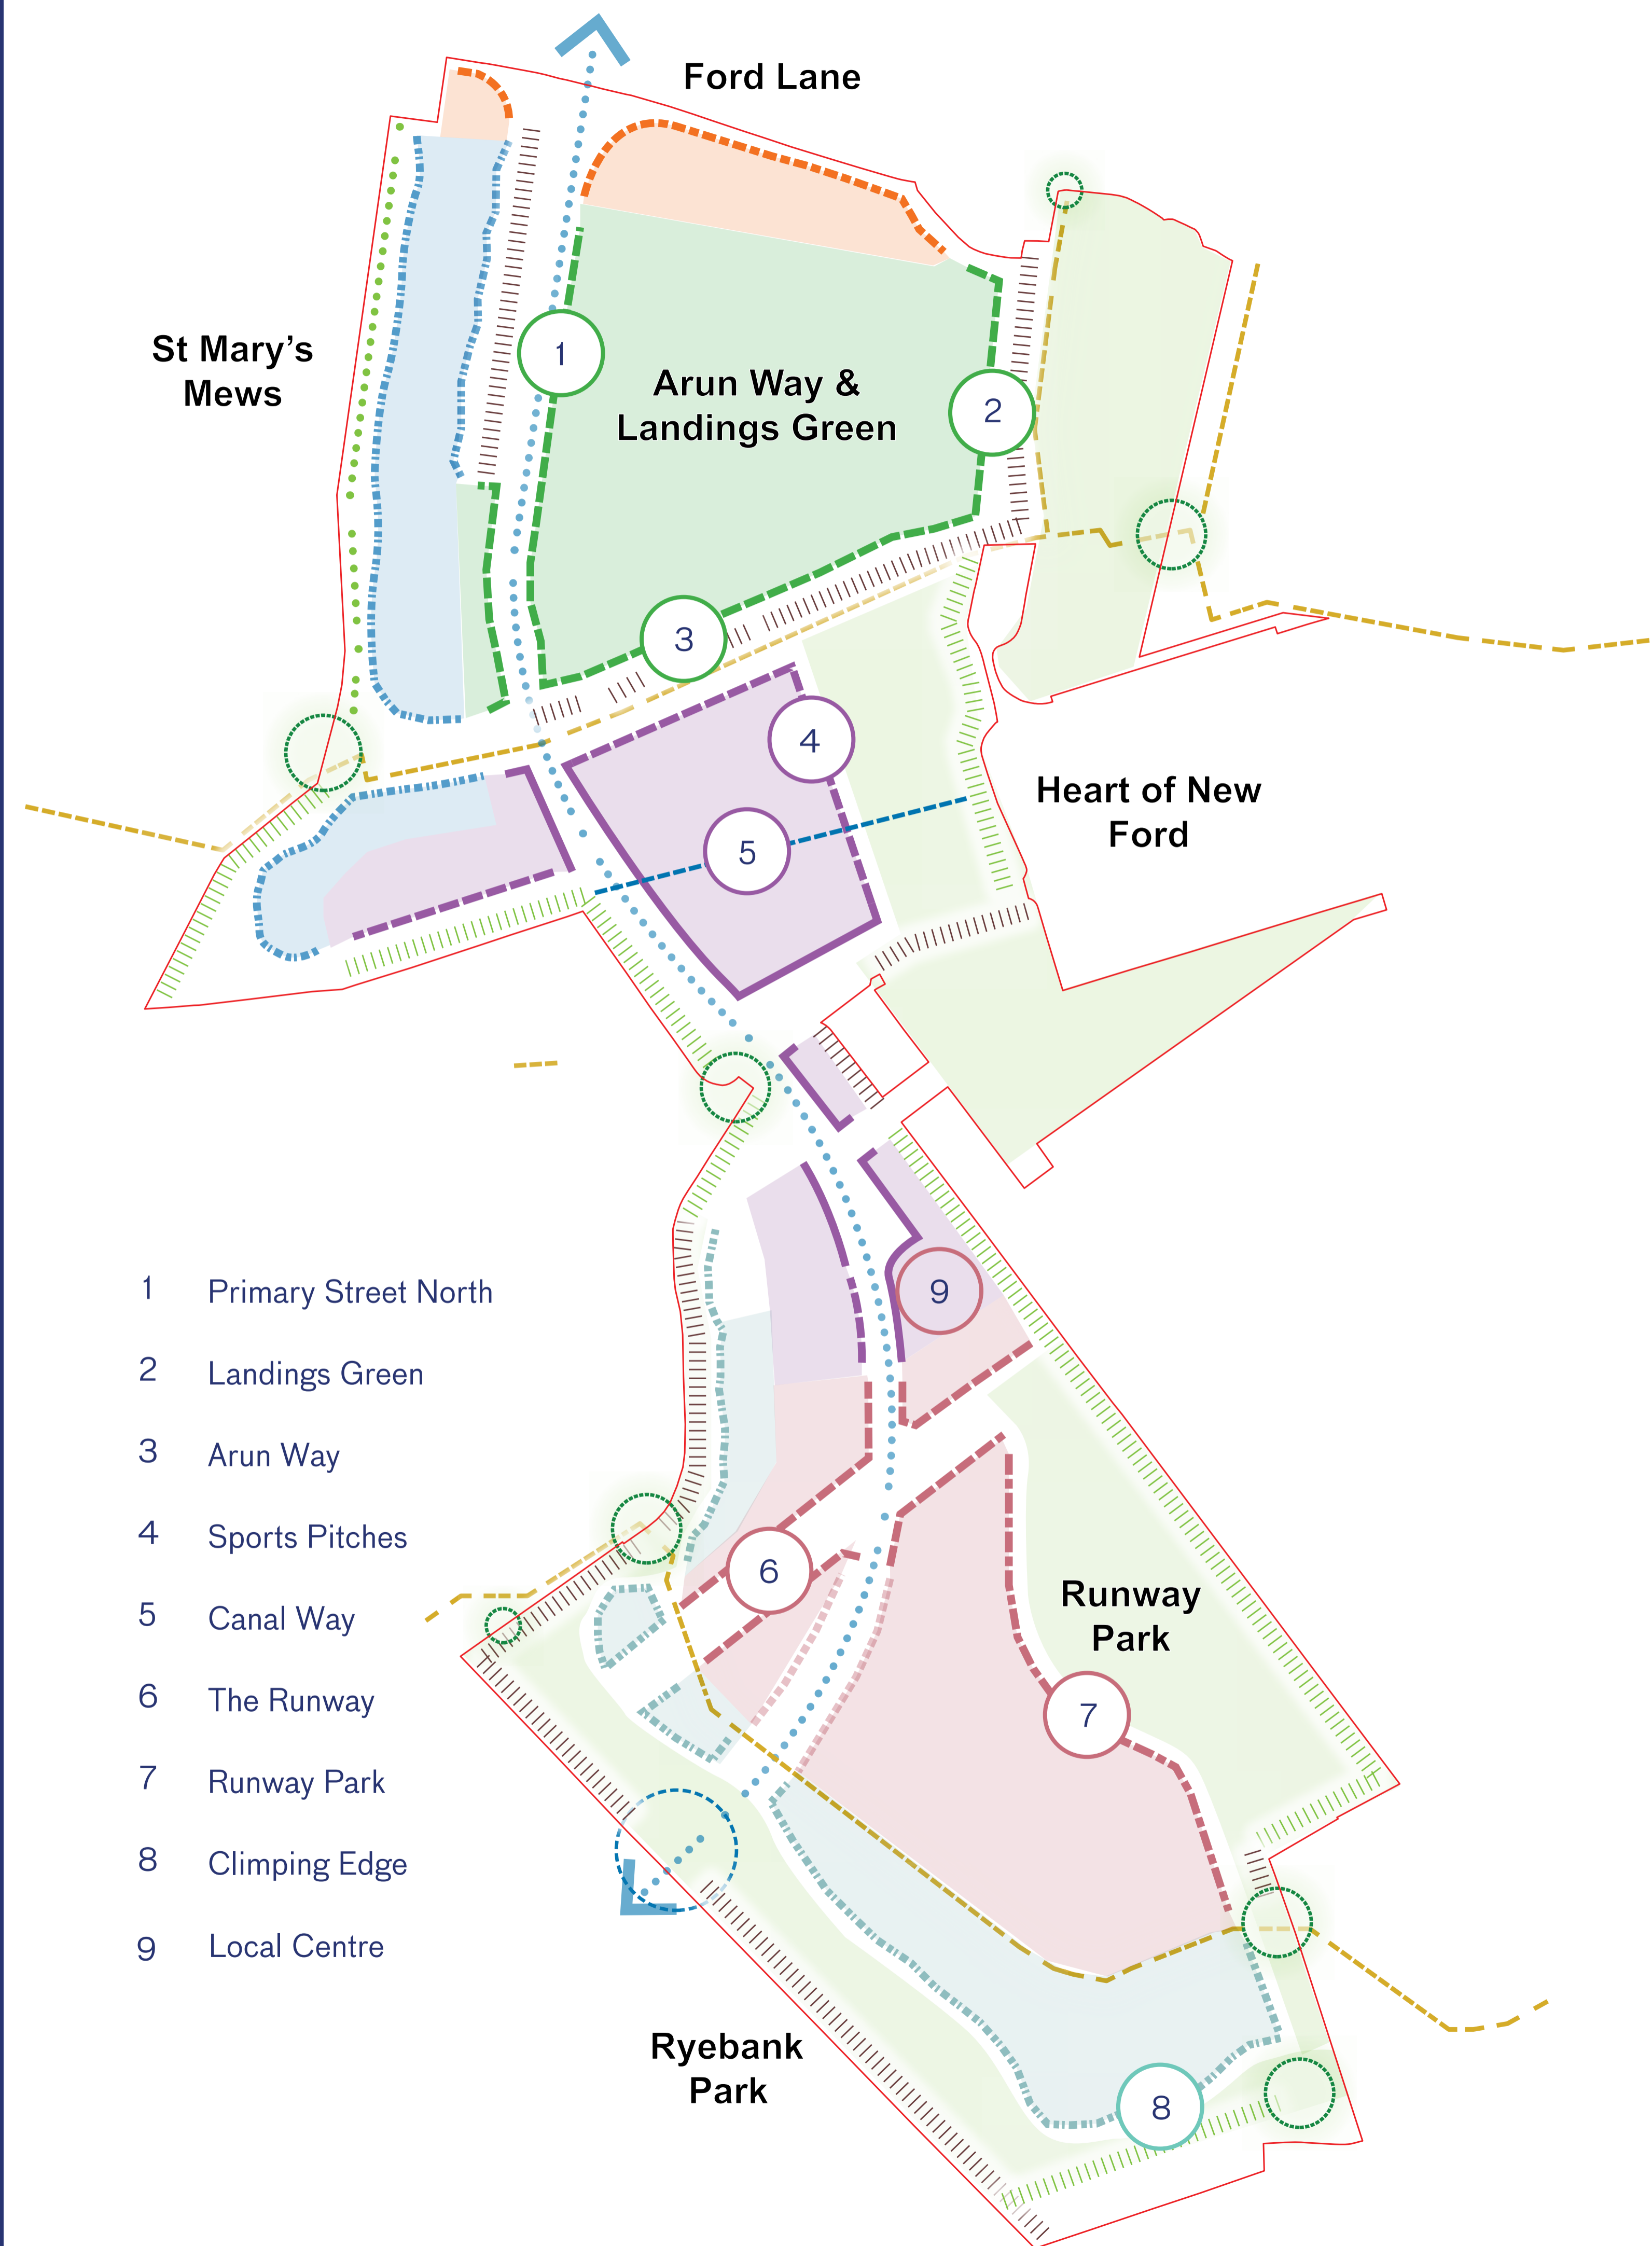 Ford Lane
St Mary's
Mews
1
Arun Way &
Landings Green
2
3
4
Heart of New
Ford
5
9
1 Primary Street North
2 Landings Green
3 Arun Way
4 Sports Pitches
5 Canal Way
6 The Runway
7 Runway Park
8 Climping Edge
9 Local Centre
6
Runway
Park
7
Ryebank
Park
8